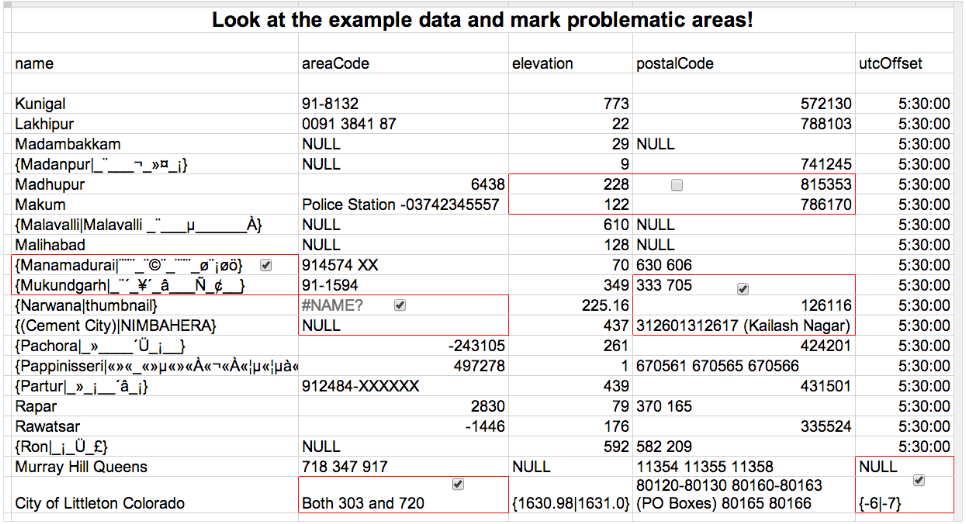 Look at the example data and mark problematic areas!
name areaCode elevation postalCode utcOffset
Kunigal 91-8132 773 572130 5:30:00
Lakhipur 0091 3841 87 22 788103 5:30:00
Madambakkam NULL 29 NULL 5:30:00
{Madanpur|_¨___¬_»¤_¡} NULL 9 741245 5:30:00
Madhupur 6438 228 815353 5:30:00
Makum Police Station -03742345557 122 786170 5:30:00
{Malavalli|Malavalli _¨___µ______À} NULL 610 NULL 5:30:00
Malihabad NULL 128 NULL 5:30:00
{Manamadurai|¨¨¨_¨©¨_¨¨¨_ø¨¡øö} 914574 XX 70 630 606 5:30:00
{Mukundgarh|_¨´_¥´_â___Ñ_¢__} 91-1594 349 333 705 5:30:00
{Narwana|thumbnail} #NAME? 225.16 126116 5:30:00
{(Cement City)|NIMBAHERA} NULL 437 312601312617 (Kailash Nagar) 5:30:00
{Pachora|_»____´Ü_¡__} -243105 261 424201 5:30:00
{Pappinisseri|«»«_«»µ«»«À«¬«À«¦µ«¦µà« 497278 1 670561 670565 670566 5:30:00
{Partur|_»_¡__´â_¡} 912484-XXXXXX 439 431501 5:30:00
Rapar 2830 79 370 165 5:30:00
Rawatsar -1446 176 335524 5:30:00
{Ron|_¡_Ü_£} NULL 592 582 209 5:30:00
Murray Hill Queens 718 347 917 NULL 11354 11355 11358 NULL
80120-80130 80160-80163
City of Littleton Colorado Both 303 and 720 {1630.98|1631.0} (PO Boxes) 80165 80166 {-6|-7}